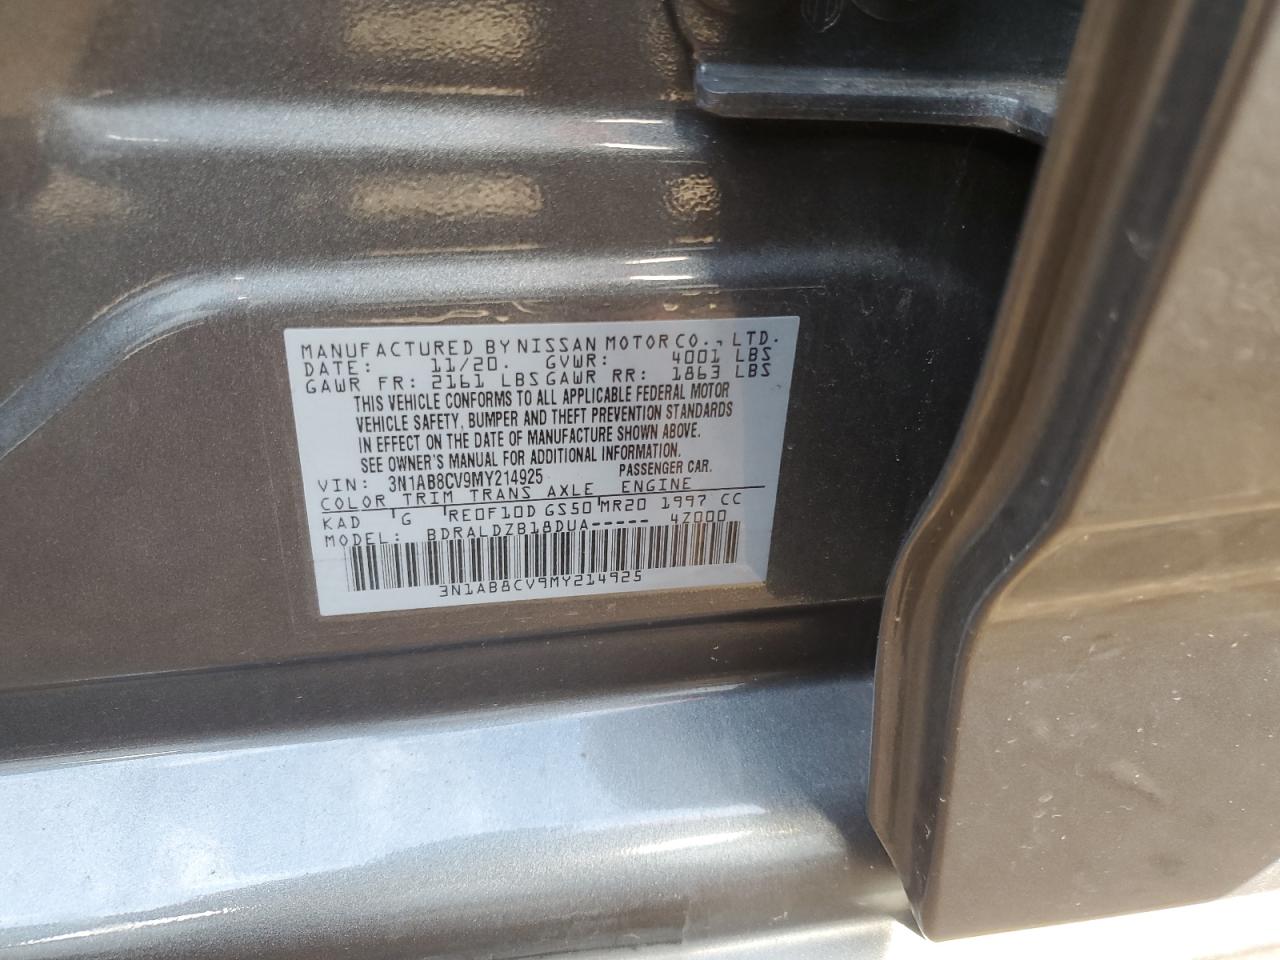 MANUFACTURED BY NISSAN MOTOR CO., LTD.
DATE: 11/20. GVWR: 4001 LBS
GAWR FR: 2161 LBS GAWR RR: 1863 LBS
THIS VEHICLE CONFORMS TO ALL APPLICABLE FEDERAL MOTOR
VEHICLE SAFETY, BUMPER AND THEFT PREVENTION STANDARDS
IN EFFECT ON THE DATE OF MANUFACTURE SHOWN ABOVE.
SEE OWNER'S MANUAL FOR ADDITIONAL INFORMATION.
VIN: 3N1AB8CV9MY214925 PASSENGER CAR.
COLOR TRIM TRANS AXLE ENGINE
KAD G RE0F10D GS50 MR20 1997 CC
MODEL: BDRALDZB18DUA----- 4Z000
3N1AB8CV9MY214925